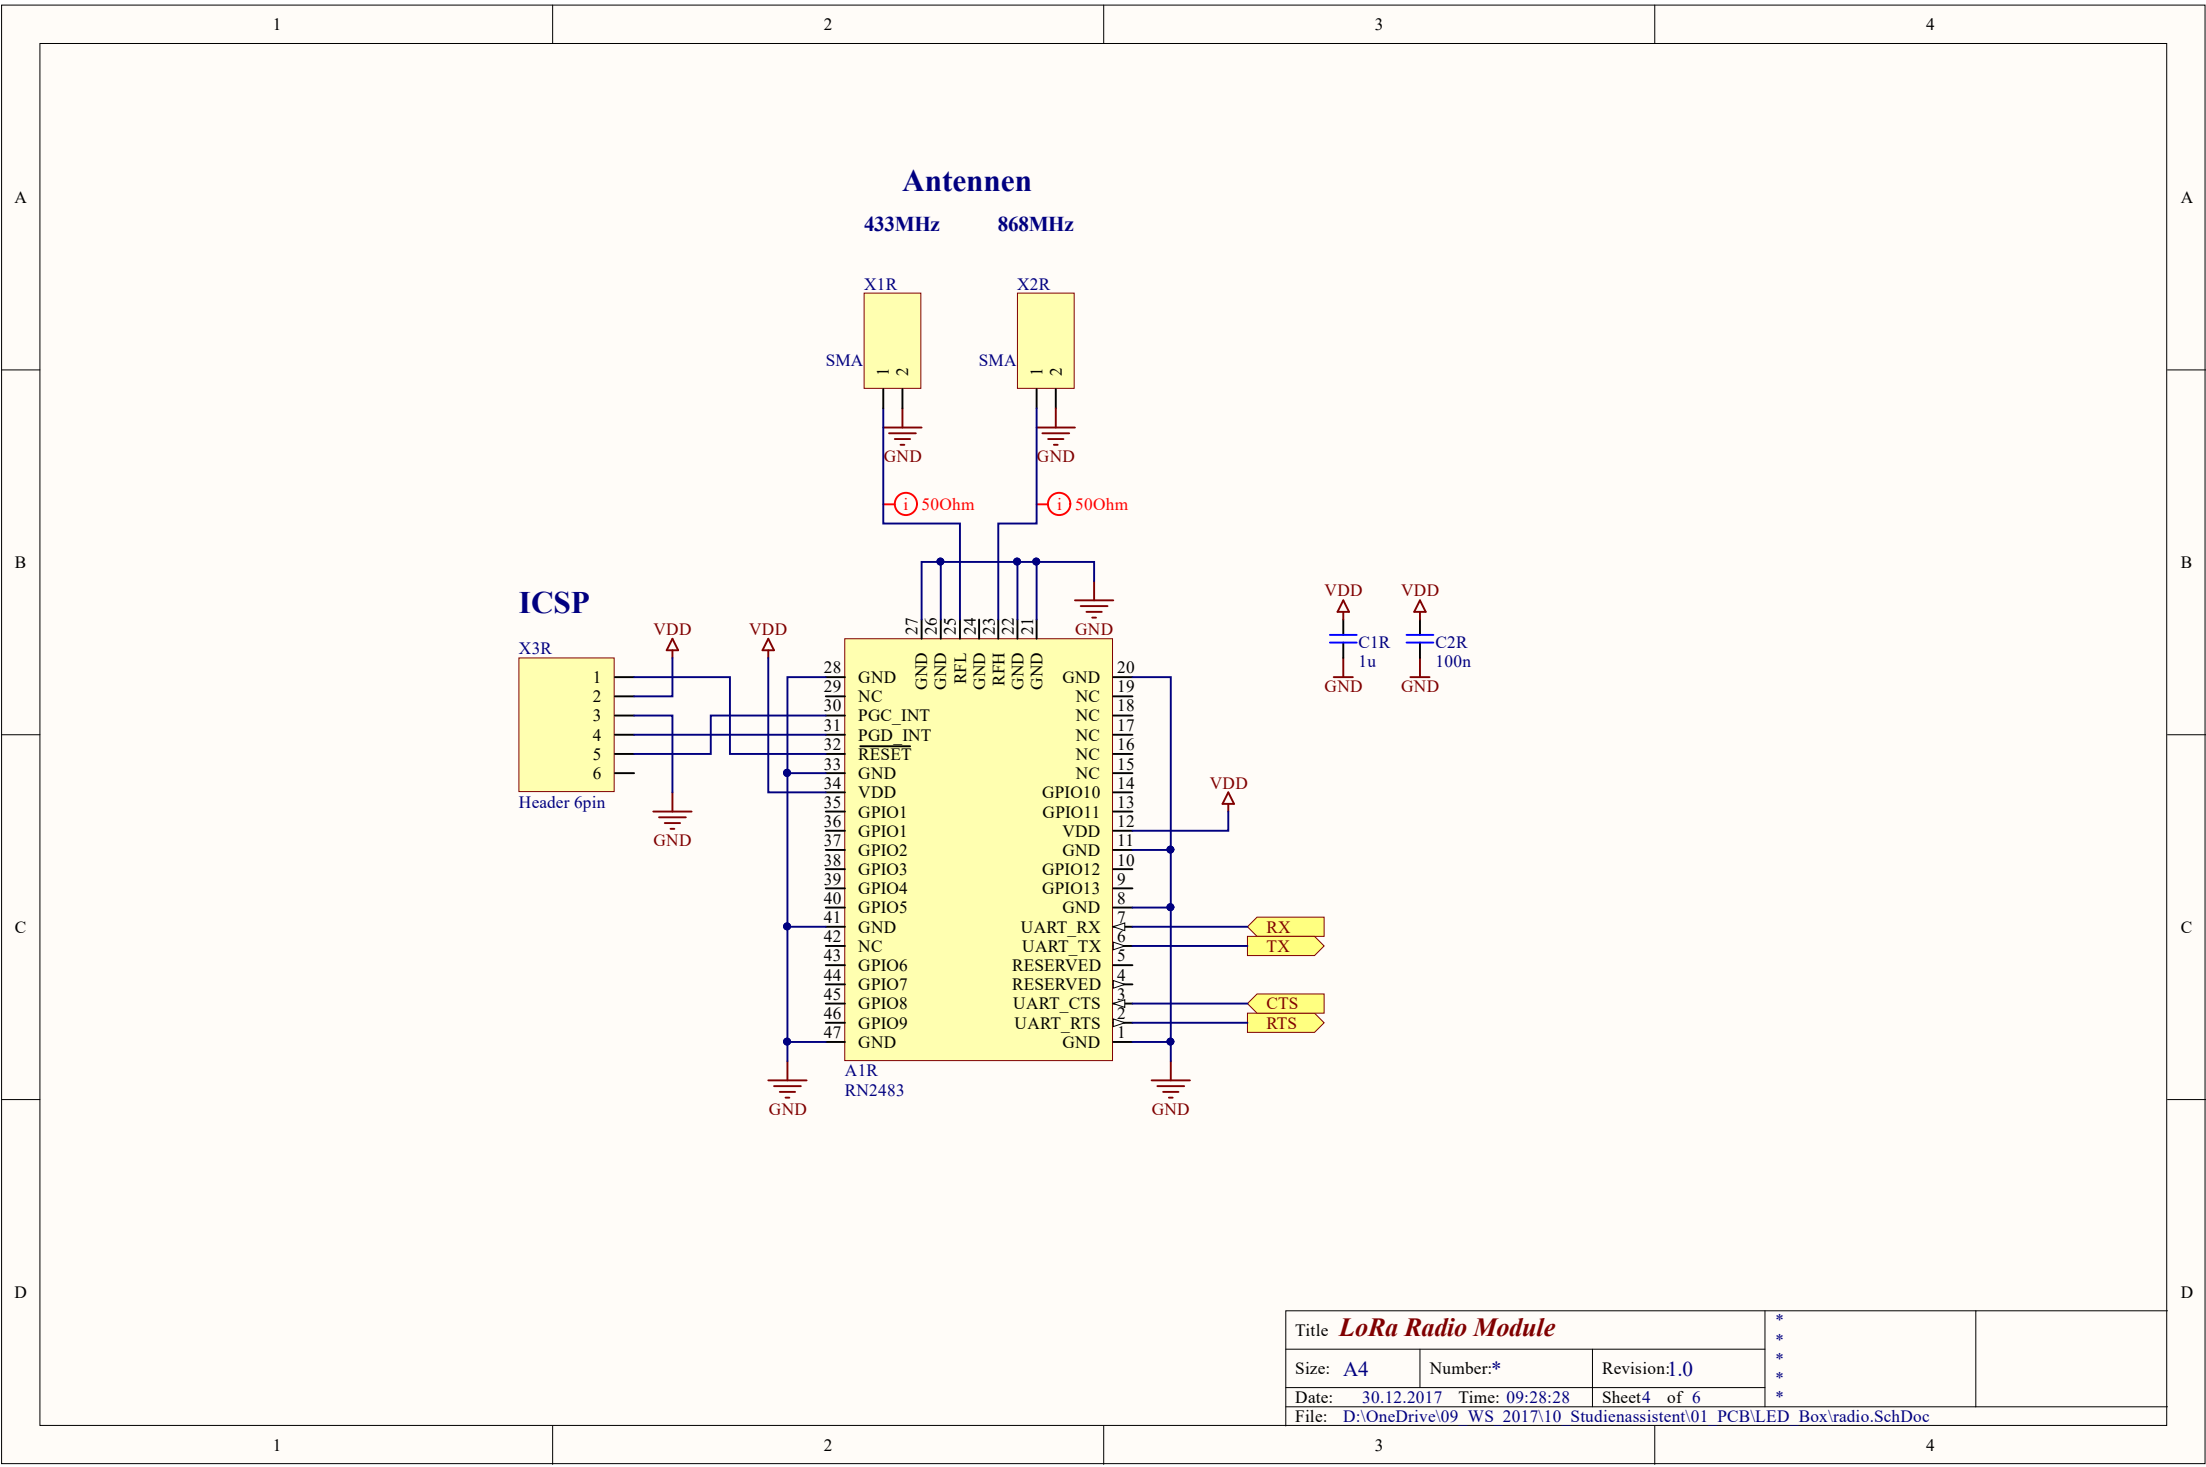 1 2 3 4
A A
Antennen
433MHz 868MHz
X1R X2R
SMA 1 2 SMA 1 2
GND GND
i 50Ohm i 50Ohm
B B
ICSP
VDD VDD
VDD VDD GND
C1R C2R
1u 100n
GND GND
X3R
1
2
3
4
5
6
Header 6pin
GND
27 26 25 24 23 22 21
GND GND RFL GND RFH GND GND
28 GND
29 NC
30 PGC_INT
31 PGD_INT
32 RESET
33 GND
34 VDD
35 GPIO1
36 GPIO1
37 GPIO2
38 GPIO3
39 GPIO4
40 GPIO5
41 GND
42 NC
43 GPIO6
44 GPIO7
45 GPIO8
46 GPIO9
47 GND
GND 20
NC 19
NC 18
NC 17
NC 16
NC 15
GPIO10 14
GPIO11 13
VDD 12
GND 11
GPIO12 10
GPIO13 9
GND 8
UART_RX 7
UART_TX 6
RESERVED 5
RESERVED 4
UART_CTS 3
UART_RTS 2
GND 1
VDD
RX
TX
CTS
RTS
C C
A1R
RN2483
GND GND
D D
Title LoRa Radio Module
Size: A4 Number:* Revision:1.0
Date: 30.12.2017 Time: 09:28:28 Sheet4 of 6
File: D:\OneDrive\09_WS_2017\10_Studienassistent\01_PCB\LED_Box\radio.SchDoc
*
*
*
*
*
1 2 3 4